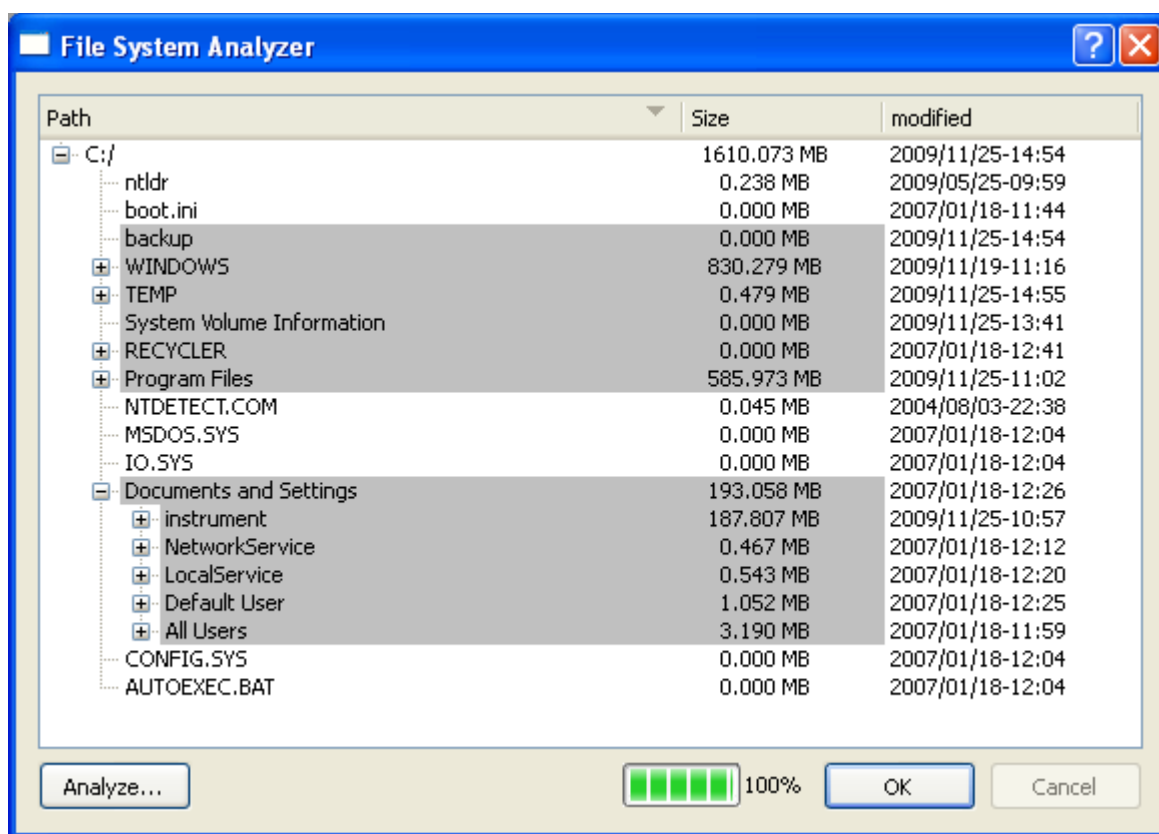 File System Analyzer
Path Size modified
C:/ 1610.073 MB 2009/11/25-14:54
ntldr 0.238 MB 2009/05/25-09:59
boot.ini 0.000 MB 2007/01/18-11:44
backup 0.000 MB 2009/11/25-14:54
WINDOWS 830.279 MB 2009/11/19-11:16
TEMP 0.479 MB 2009/11/25-14:55
System Volume Information 0.000 MB 2009/11/25-13:41
RECYCLER 0.000 MB 2007/01/18-12:41
Program Files 585.973 MB 2009/11/25-11:02
NTDETECT.COM 0.045 MB 2004/08/03-22:38
MSDOS.SYS 0.000 MB 2007/01/18-12:04
IO.SYS 0.000 MB 2007/01/18-12:04
Documents and Settings 193.058 MB 2007/01/18-12:26
instrument 187.807 MB 2009/11/25-10:57
NetworkService 0.467 MB 2007/01/18-12:12
LocalService 0.543 MB 2007/01/18-12:20
Default User 1.052 MB 2007/01/18-12:25
All Users 3.190 MB 2007/01/18-11:59
CONFIG.SYS 0.000 MB 2007/01/18-12:04
AUTOEXEC.BAT 0.000 MB 2007/01/18-12:04
Analyze... 100% OK Cancel